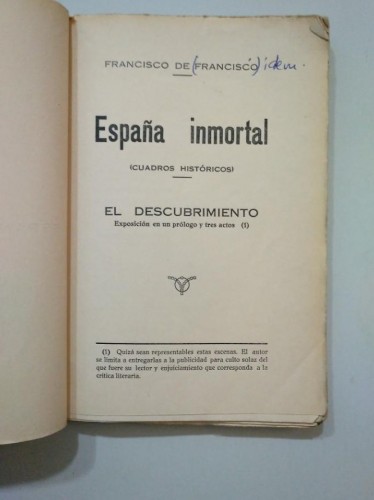 FRANCISCO DE (FRANCISCO) idem.
España inmortal
(CUADROS HISTÓRICOS)
EL DESCUBRIMIENTO
Exposición en un prólogo y tres actos (1)
(1) Quizá sean representables estas escenas. El autor
se limita a entregarlas a la publicidad para culto solaz del
que fuere su lector y enjuiciamiento que corresponda a la
crítica literaria.